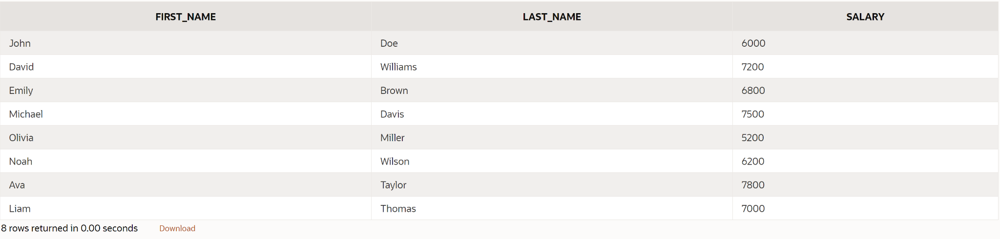 FIRST_NAME LAST_NAME SALARY
John Doe 6000
David Williams 7200
Emily Brown 6800
Michael Davis 7500
Olivia Miller 5200
Noah Wilson 6200
Ava Taylor 7800
Liam Thomas 7000
8 rows returned in 0.00 seconds Download